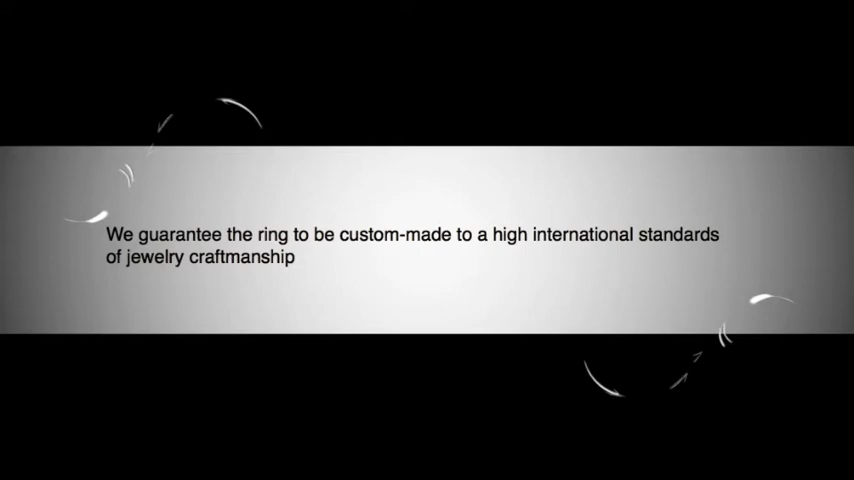 We guarantee the ring to be custom-made to a high international standards
of jewelry craftmanship